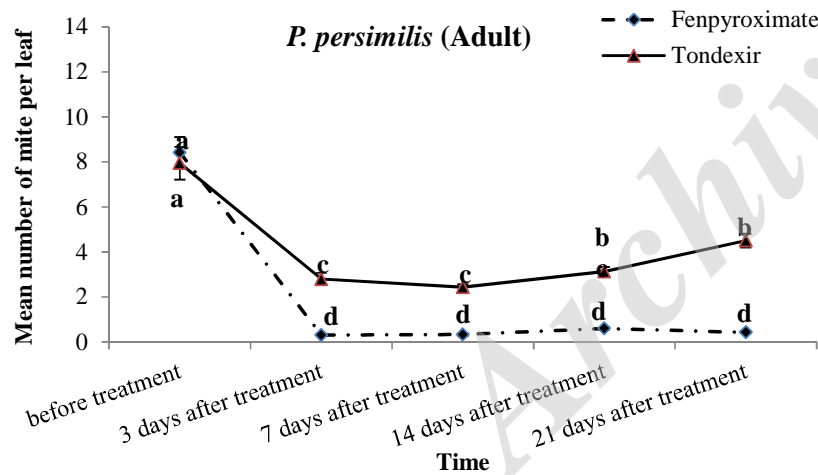 P. persimilis (Adult)
Fenpyroximate
Tondexir
Mean number of mite per leaf
14
12
10
8
6
4
2
0
a
a
c
c
b
c
b
d
d
d
d
before treatment
3 days after treatment
7 days after treatment
14 days after treatment
21 days after treatment
Time
Archiv